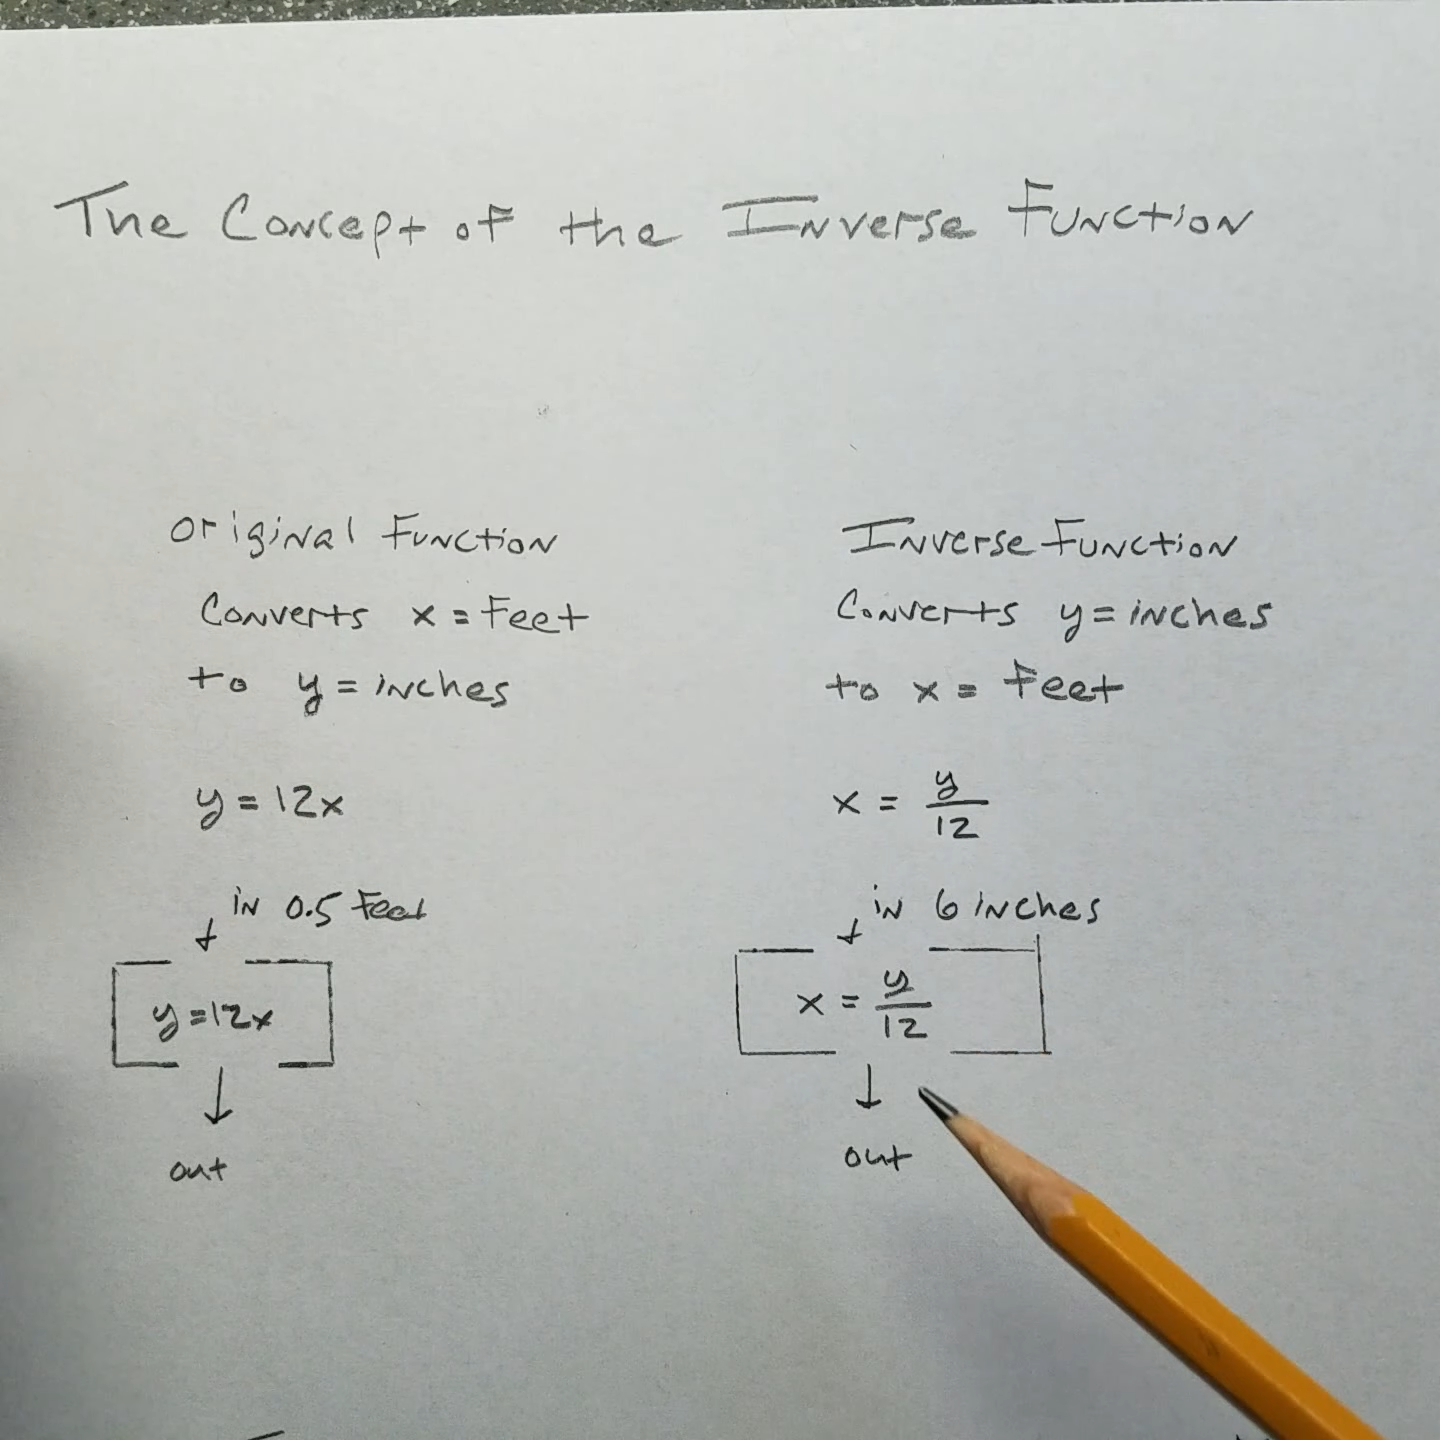 The Concept of the Inverse Function
Original Function
Converts x = Feet
to y = inches
y = 12x
in 0.5 Feet
y = 12x
out
Inverse Function
Converts y = inches
to x = Feet
x = y/12
in 6 inches
x = y/12
out